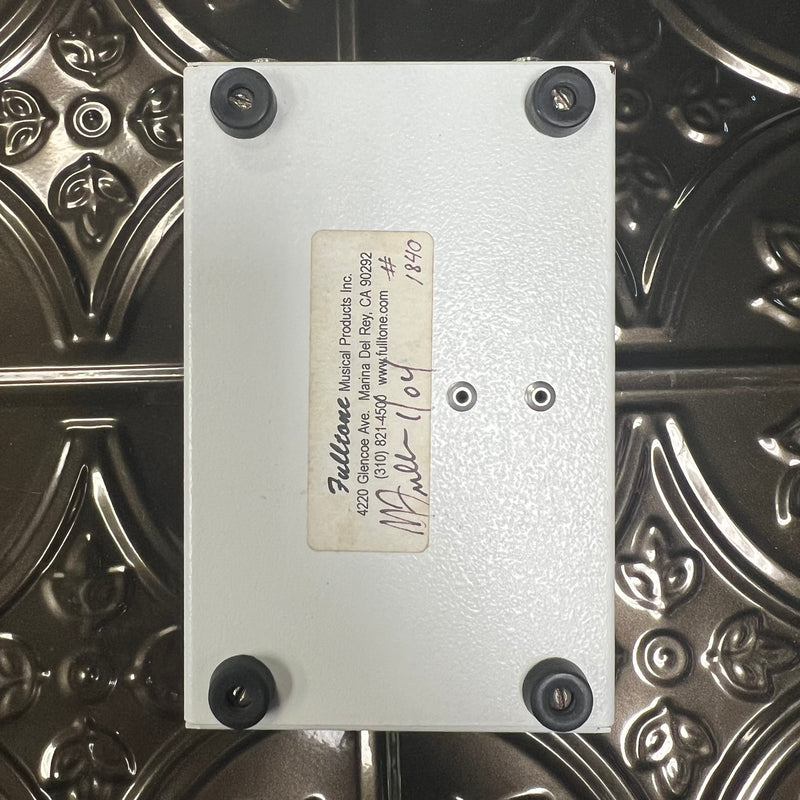 Fulltone Musical Products Inc.
4220 Glencoe Ave. Marina Del Rey, CA 90292
(310) 821-4500 www.fulltone.com #
M Fuller 1/04 1840